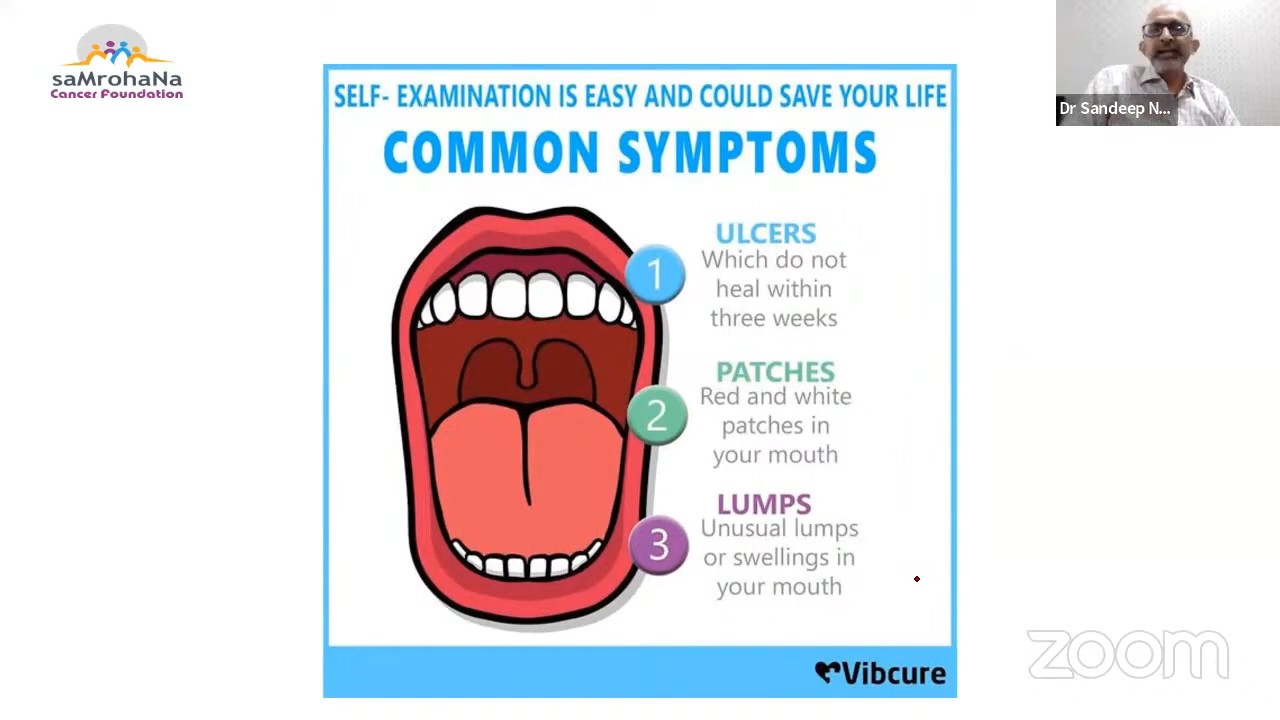 saMrohaNa
Cancer Foundation
Dr Sandeep N...
SELF- EXAMINATION IS EASY AND COULD SAVE YOUR LIFE
COMMON SYMPTOMS
1
ULCERS
Which do not
heal within
three weeks
2
PATCHES
Red and white
patches in
your mouth
3
LUMPS
Unusual lumps
or swellings in
your mouth
Vibcure
zoom